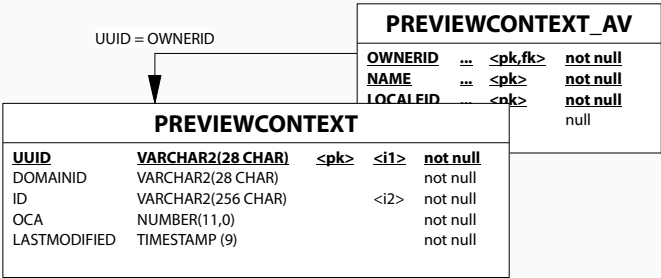 UUID = OWNERID
PREVIEWCONTEXT_AV
OWNERID ... <pk,fk> not null
NAME ... <pk> not null
LOCALEID ... <pk> not null
null
PREVIEWCONTEXT
UUID VARCHAR2(28 CHAR) <pk> <i1> not null
DOMAINID VARCHAR2(28 CHAR) not null
ID VARCHAR2(256 CHAR) <i2> not null
OCA NUMBER(11,0) not null
LASTMODIFIED TIMESTAMP (9) not null